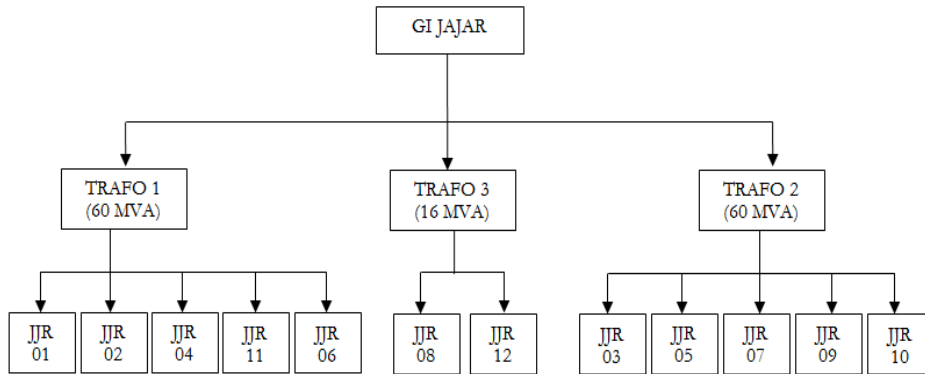 GI JAJAR
TRAFO 1
(60 MVA)
TRAFO 3
(16 MVA)
TRAFO 2
(60 MVA)
JJR
01
JJR
02
JJR
04
JJR
11
JJR
06
JJR
08
JJR
12
JJR
03
JJR
05
JJR
07
JJR
09
JJR
10